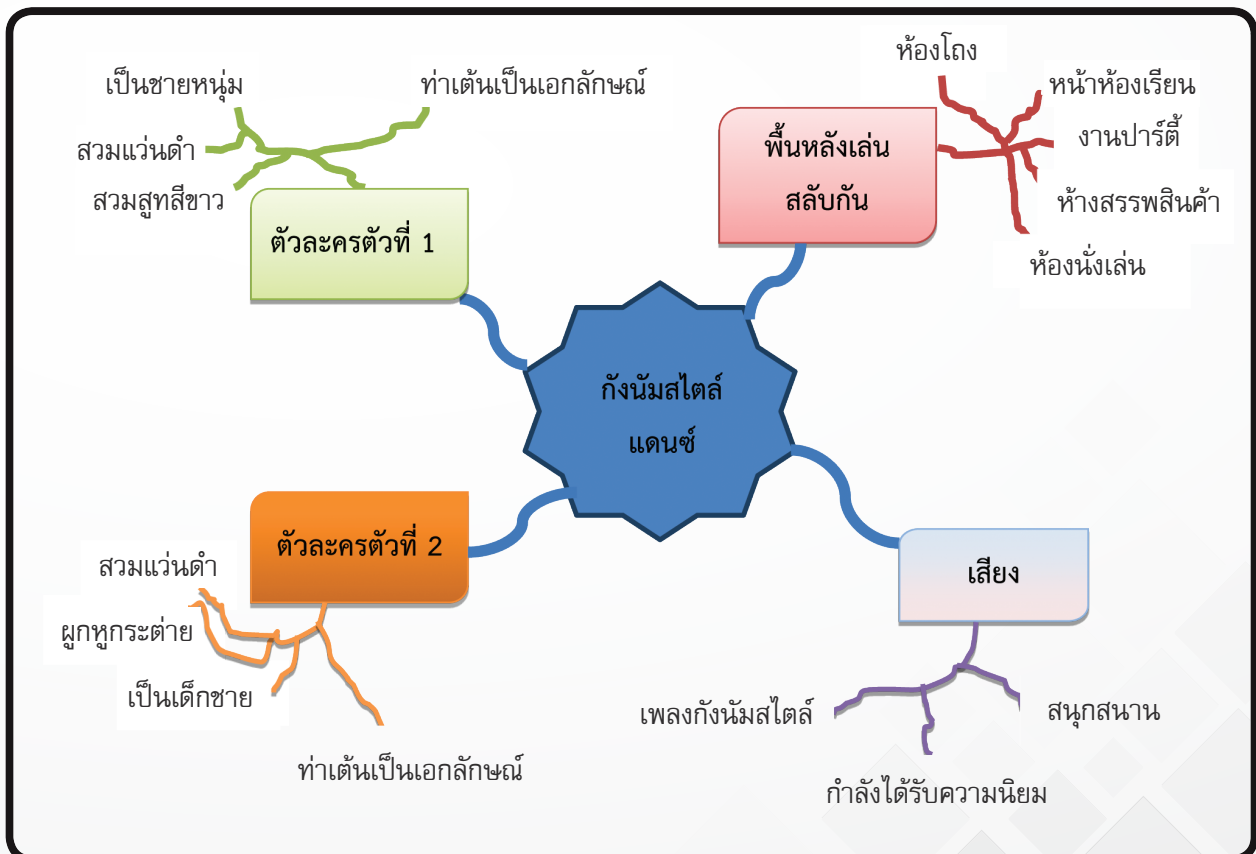 เป็นชายหนุ่ม
ท่าเต้นเป็นเอกลักษณ์
สวมแว่นดำ
สวมสูทสีขาว
ตัวละครตัวที่ 1
ห้องโถง
หน้าห้องเรียน
งานปาร์ตี้
ห้างสรรพสินค้า
ห้องนั่งเล่น
พื้นหลังเล่น
สลับกัน
กังนัมสไตล์
แดนซ์
ตัวละครตัวที่ 2
สวมแว่นดำ
ผูกหูกระต่าย
เป็นเด็กชาย
ท่าเต้นเป็นเอกลักษณ์
เสียง
เพลงกังนัมสไตล์
สนุกสนาน
กำลังได้รับความนิยม